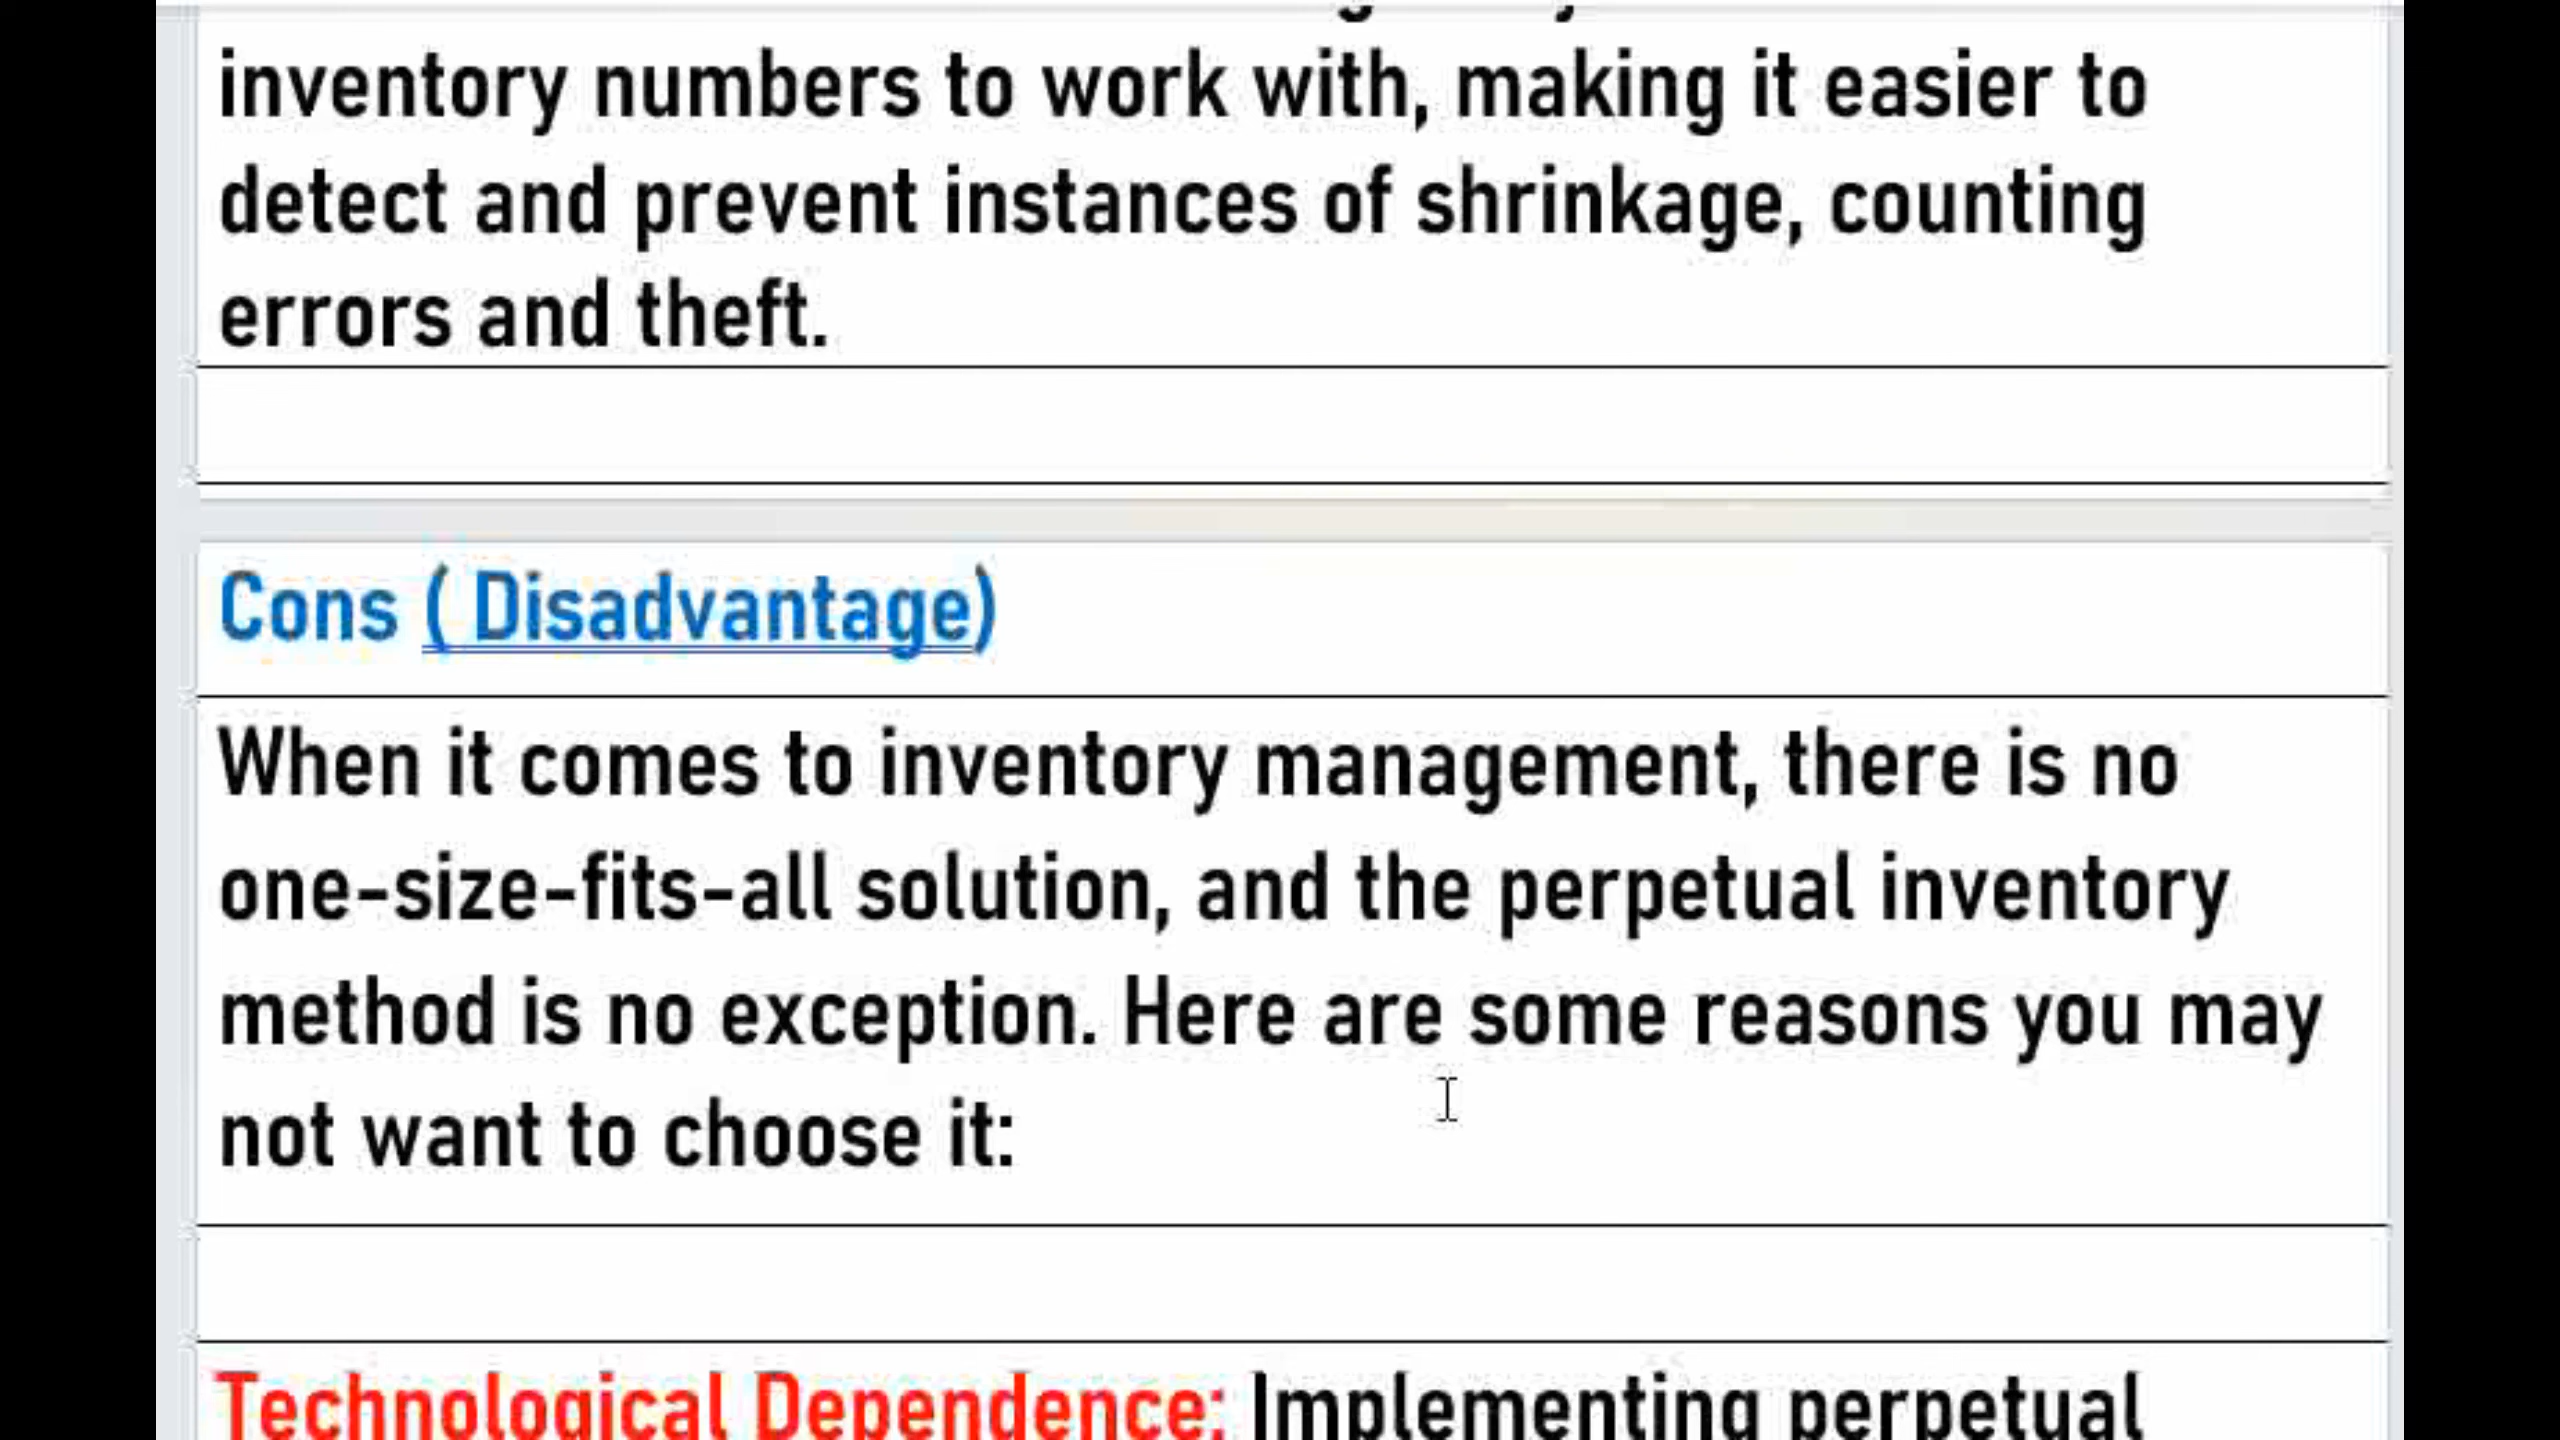 inventory numbers to work with, making it easier to
detect and prevent instances of shrinkage, counting
errors and theft.
Cons ( Disadvantage)
When it comes to inventory management, there is no
one-size-fits-all solution, and the perpetual inventory
method is no exception. Here are some reasons you may
not want to choose it:
Technological Dependence: Implementing perpetual